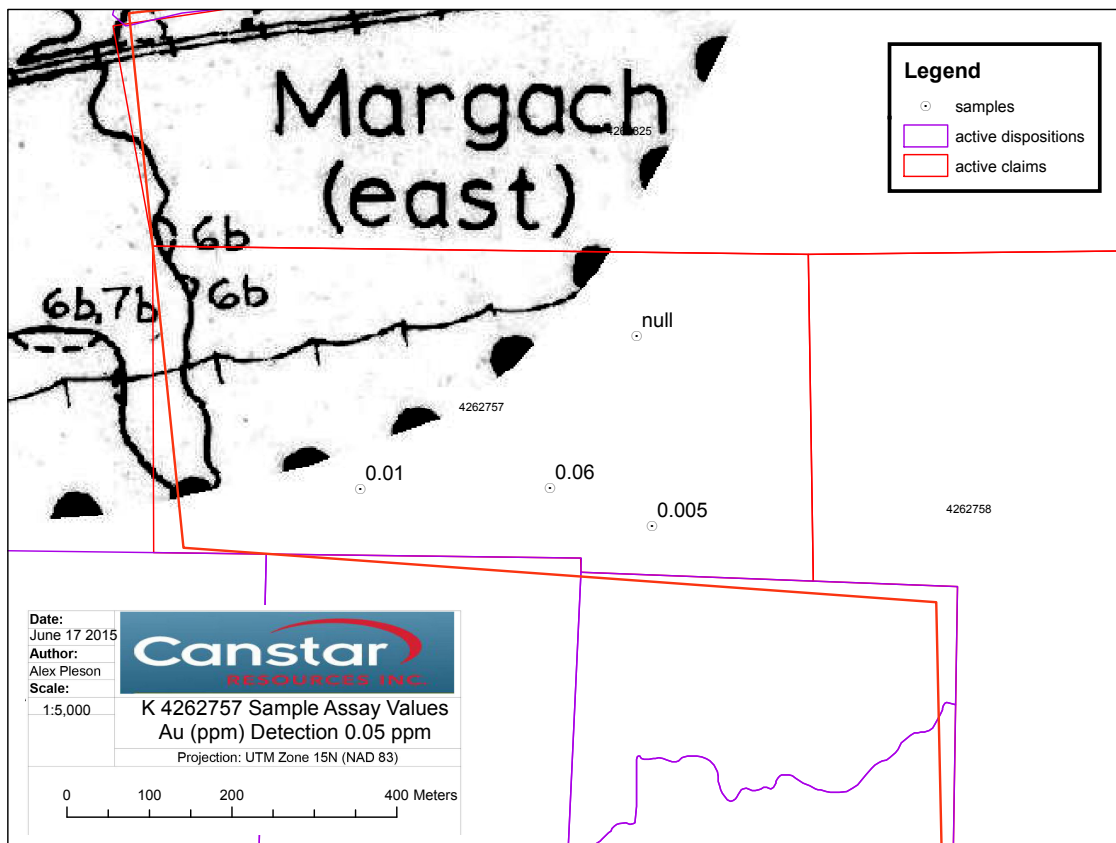 Margach
(east)
4262825
6b
6b
6b,7b
null
4262757
0.01
0.06
0.005
4262758
Legend
samples
active dispositions
active claims
Date:
June 17 2015
Author:
Alex Pleson
Scale:
1:5,000
Canstar
RESOURCES INC.
K 4262757 Sample Assay Values
Au (ppm) Detection 0.05 ppm
Projection: UTM Zone 15N (NAD 83)
0 100 200 400 Meters